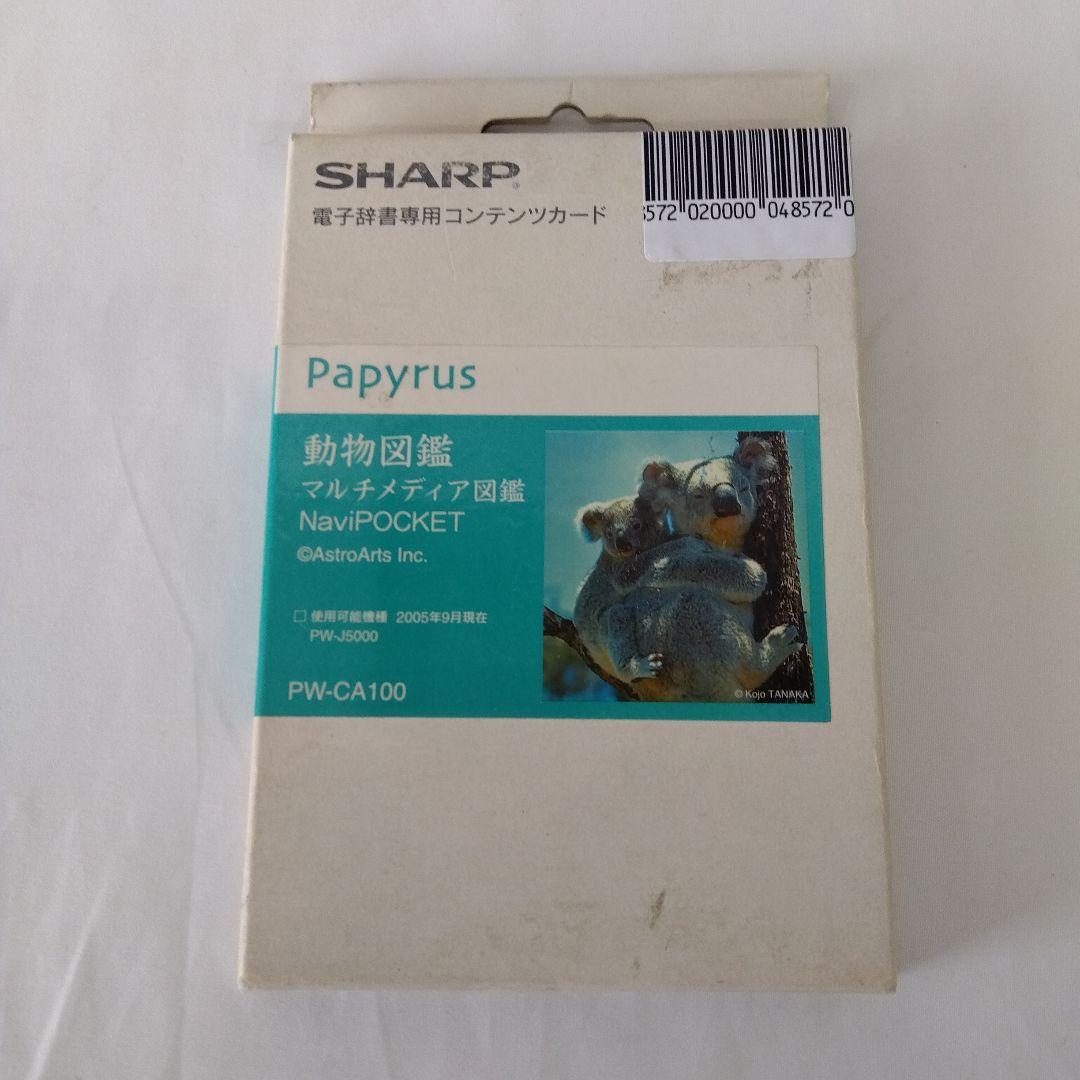 SHARP®
電子辞書専用コンテンツカード
8572 020000 048572 0
Papyrus
動物図鑑
マルチメディア図鑑
NaviPOCKET
©AstroArts Inc.
□ 使用可能機種 2005年9月現在
PW-J5000
PW-CA100
© Kojo TANAKA